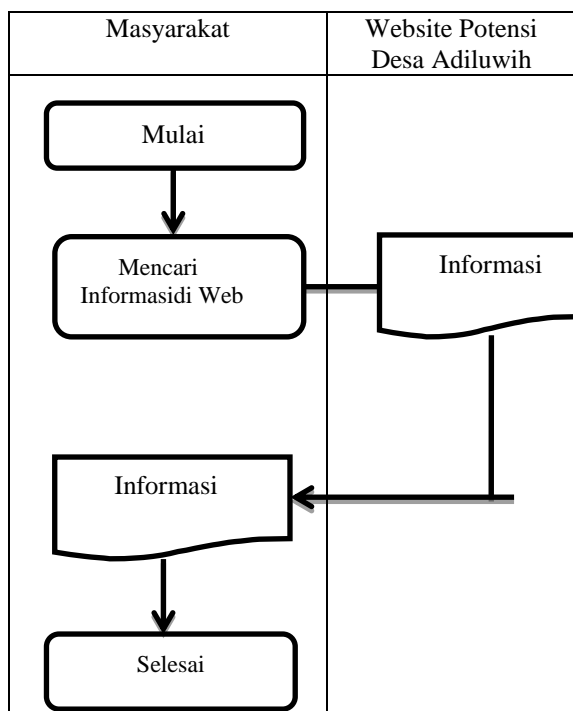 Masyarakat
Website Potensi
Desa Adiluwih
Mulai
Mencari
Informasidi Web
Informasi
Informasi
Selesai